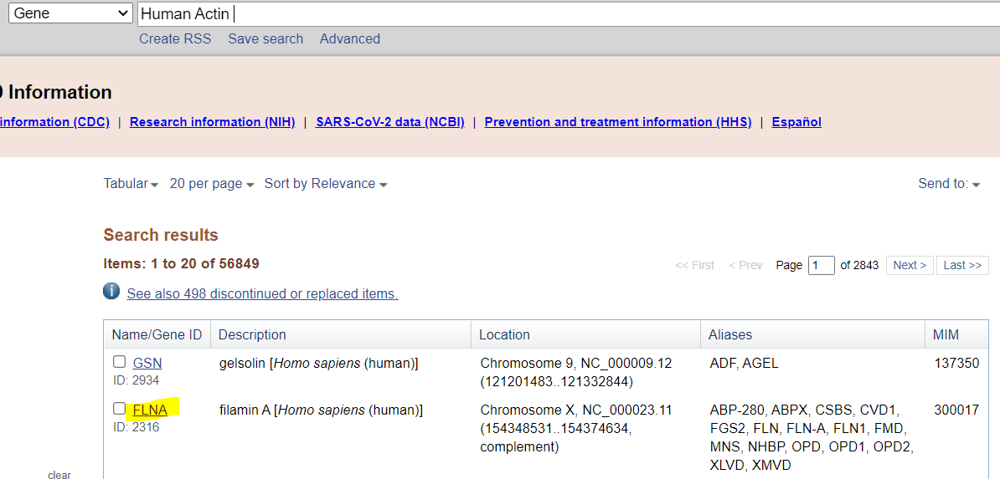 Gene Human Actin
Create RSS Save search Advanced
Information
information (CDC) | Research information (NIH) | SARS-CoV-2 data (NCBI) | Prevention and treatment information (HHS) | Español
Tabular 20 per page Sort by Relevance Send to:
Search results
Items: 1 to 20 of 56849
<< First < Prev Page 1 of 2843 Next > Last >>
See also 498 discontinued or replaced items.
Name/Gene ID Description Location Aliases MIM
GSN gelsolin [Homo sapiens (human)] Chromosome 9, NC_000009.12 ADF, AGEL 137350
ID: 2934 (121201483..121332844)
FLNA filamin A [Homo sapiens (human)] Chromosome X, NC_000023.11 ABP-280, ABPX, CSBS, CVD1, 300017
ID: 2316 (154348531..154374634, FGS2, FLN, FLN-A, FLN1, FMD,
complement) MNS, NHBP, OPD, OPD1, OPD2,
XLVD, XMVD
clear